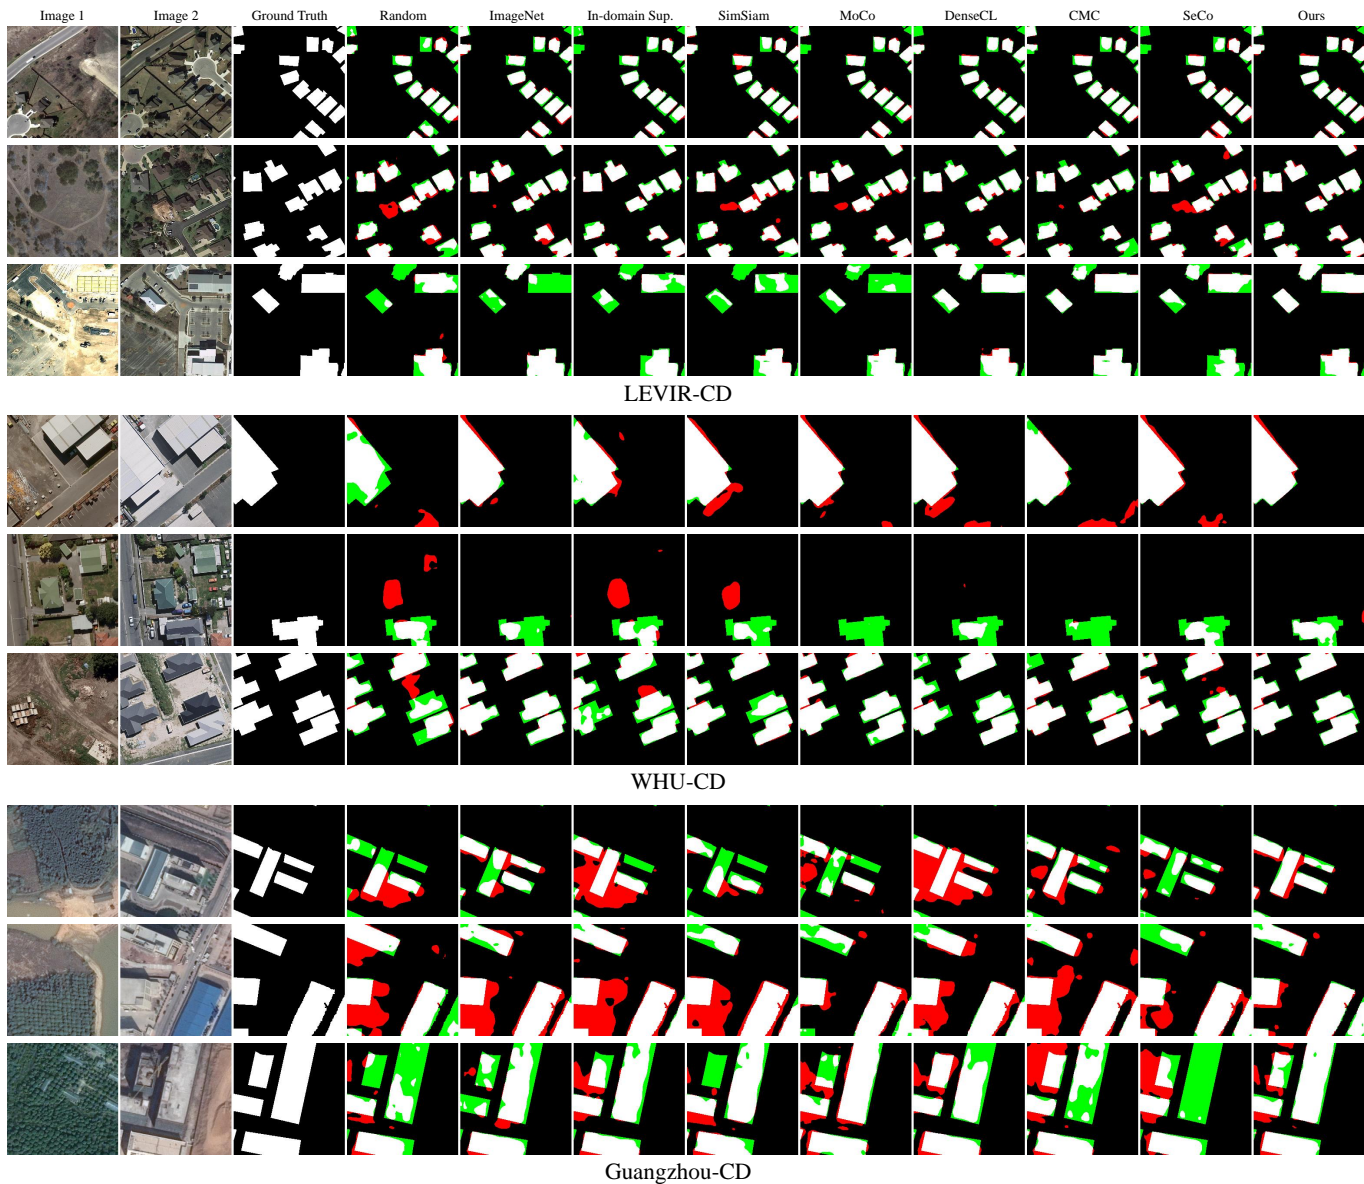 Image 1 Image 2 Ground Truth Random ImageNet In-domain Sup. SimSiam MoCo DenseCL CMC SeCo Ours
LEVIR-CD
WHU-CD
Guangzhou-CD